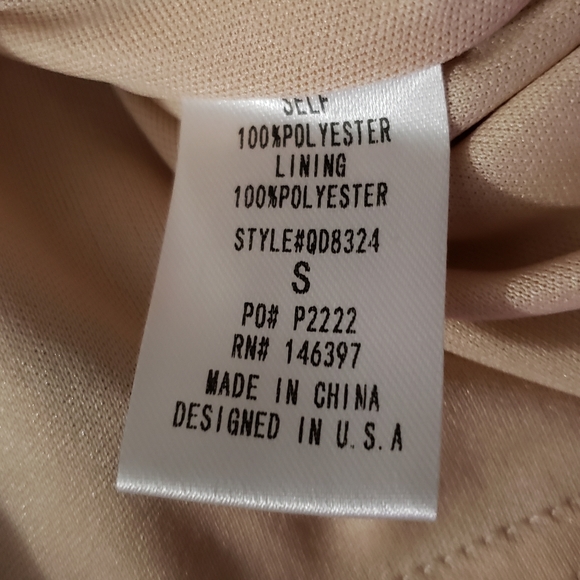 SELF
100%POLYESTER
LINING
100%POLYESTER
STYLE#QD8324
S
PO# P2222
RN# 146397
MADE IN CHINA
DESIGNED IN U.S.A